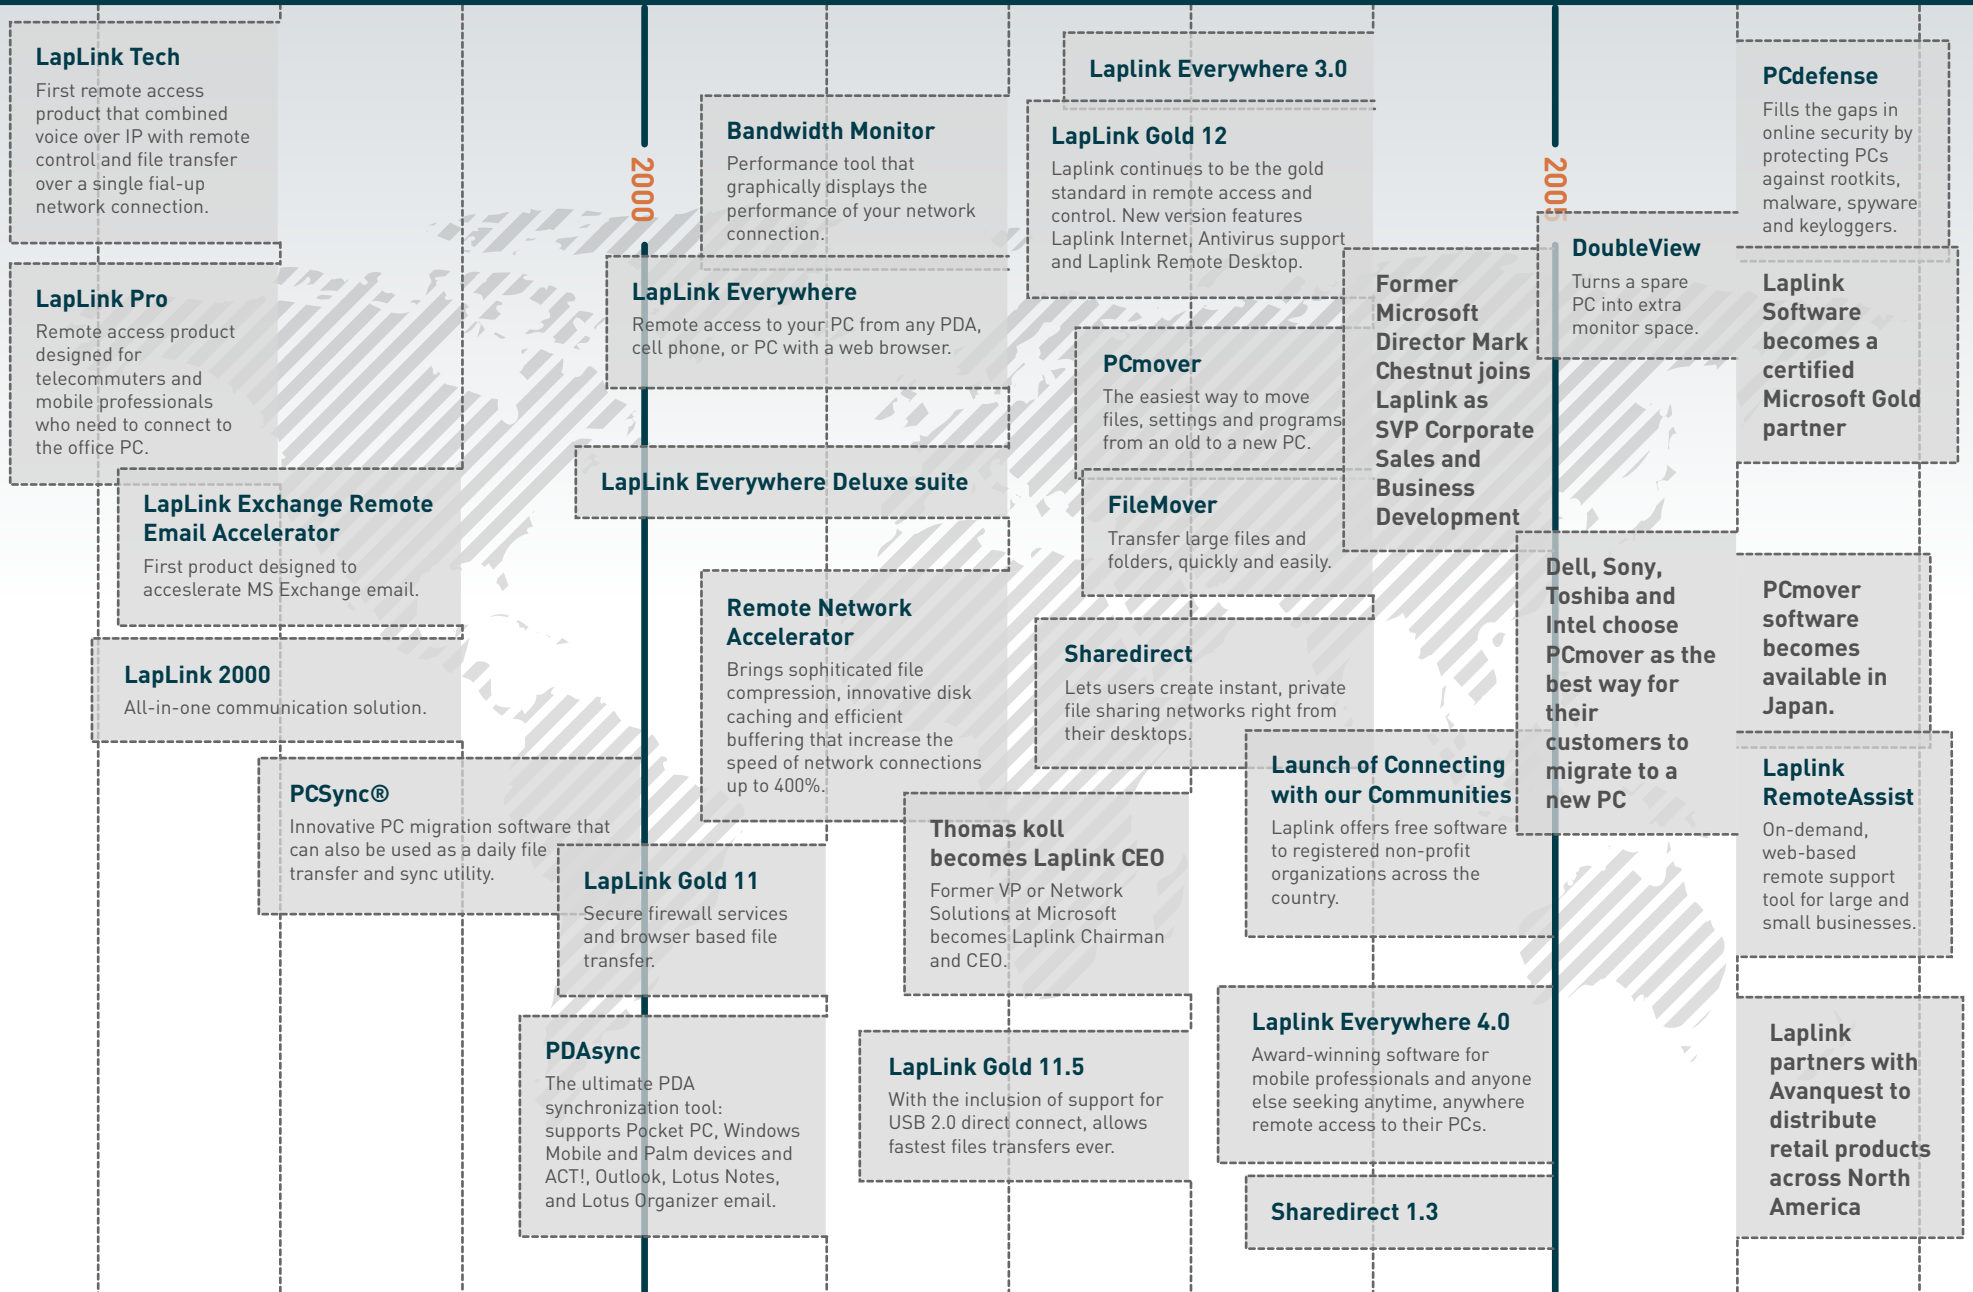 LapLink Tech
First remote access
product that combined
voice over IP with remote
control and file transfer
over a single fial-up
network connection.
LapLink Pro
Remote access product
designed for
telecommuters and
mobile professionals
who need to connect to
the office PC.
LapLink Exchange Remote
Email Accelerator
First product designed to
acceslerate MS Exchange email.
LapLink 2000
All-in-one communication solution.
PCSync®
Innovative PC migration software that
can also be used as a daily file
transfer and sync utility.
2000
LapLink Gold 11
Secure firewall services
and browser based file
transfer.
PDAsync
The ultimate PDA
synchronization tool:
supports Pocket PC, Windows
Mobile and Palm devices and
ACT!, Outlook, Lotus Notes,
and Lotus Organizer email.
Bandwidth Monitor
Performance tool that
graphically displays the
performance of your network
connection.
LapLink Everywhere
Remote access to your PC from any PDA,
cell phone, or PC with a web browser.
LapLink Everywhere Deluxe suite
Remote Network
Accelerator
Brings sophiticated file
compression, innovative disk
caching and efficient
buffering that increase the
speed of network connections
up to 400%.
Thomas koll
becomes Laplink CEO
Former VP or Network
Solutions at Microsoft
becomes Laplink Chairman
and CEO.
LapLink Gold 11.5
With the inclusion of support for
USB 2.0 direct connect, allows
fastest files transfers ever.
Laplink Everywhere 3.0
LapLink Gold 12
Laplink continues to be the gold
standard in remote access and
control. New version features
Laplink Internet, Antivirus support
and Laplink Remote Desktop.
PCmover
The easiest way to move
files, settings and programs
from an old to a new PC.
FileMover
Transfer large files and
folders, quickly and easily.
Sharedirect
Lets users create instant, private
file sharing networks right from
their desktops.
Former
Microsoft
Director Mark
Chestnut joins
Laplink as
SVP Corporate
Sales and
Business
Development
Launch of Connecting
with our Communities
Laplink offers free software
to registered non-profit
organizations across the
country.
Laplink Everywhere 4.0
Award-winning software for
mobile professionals and anyone
else seeking anytime, anywhere
remote access to their PCs.
Sharedirect 1.3
2005
DoubleView
Turns a spare
PC into extra
monitor space.
Dell, Sony,
Toshiba and
Intel choose
PCmover as the
best way for
their
customers to
migrate to a
new PC
PCdefense
Fills the gaps in
online security by
protecting PCs
against rootkits,
malware, spyware
and keyloggers.
Laplink
Software
becomes a
certified
Microsoft Gold
partner
PCmover
software
becomes
available in
Japan.
Laplink
RemoteAssist
On-demand,
web-based
remote support
tool for large and
small businesses.
Laplink
partners with
Avanquest to
distribute
retail products
across North
America